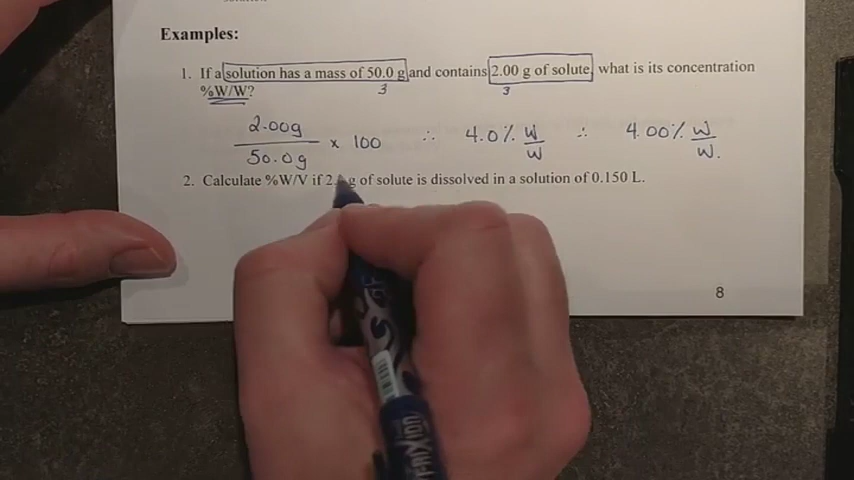 Examples:
1. If a solution has a mass of 50.0 g and contains 2.00 g of solute, what is its concentration
%W/W?
3 3
2.00g / 50.0g x 100 ∴ 4.0% W/W ∴ 4.00% W/W.
2. Calculate %W/V if g of solute is dissolved in a solution of 0.150 L.
8